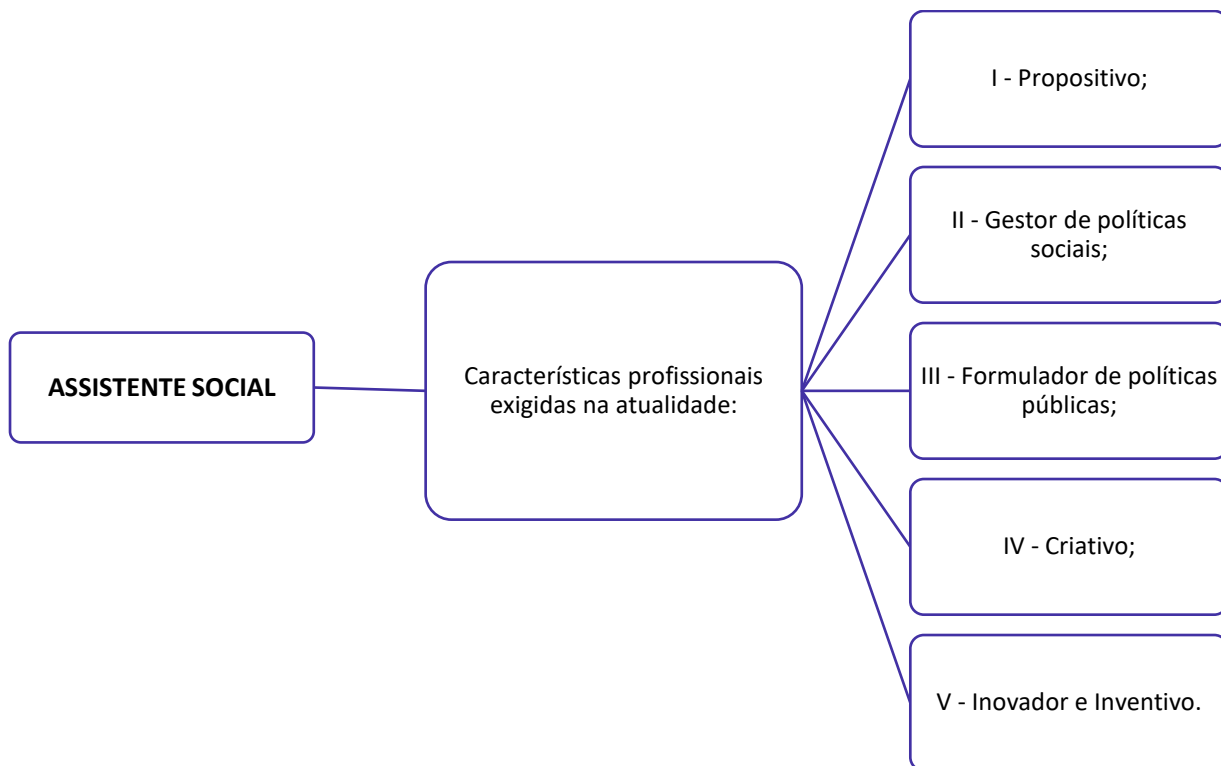 ASSISTENTE SOCIAL
Características profissionais
exigidas na atualidade:
I - Propositivo;
II - Gestor de políticas
sociais;
III - Formulador de políticas
públicas;
IV - Criativo;
V - Inovador e Inventivo.